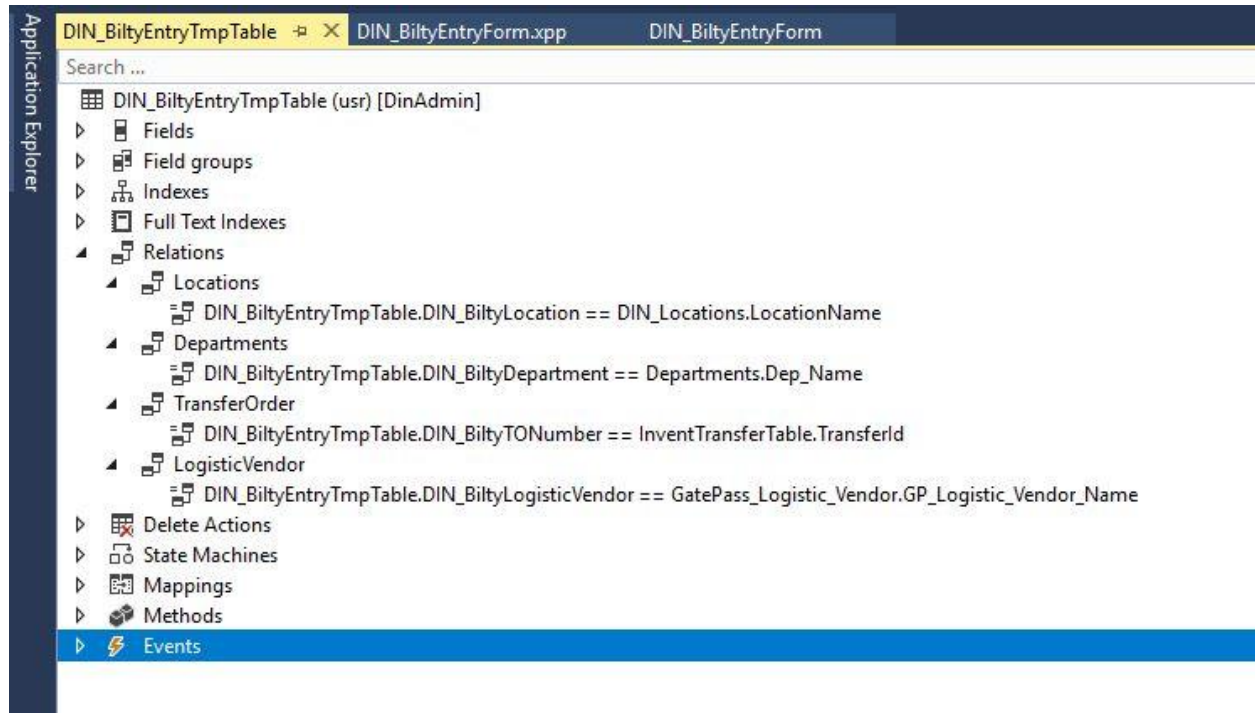 Application Explorer
DIN_BiltyEntryTmpTable DIN_BiltyEntryForm.xpp DIN_BiltyEntryForm
Search ...
DIN_BiltyEntryTmpTable (usr) [DinAdmin]
Fields
Field groups
Indexes
Full Text Indexes
Relations
Locations
DIN_BiltyEntryTmpTable.DIN_BiltyLocation == DIN_Locations.LocationName
Departments
DIN_BiltyEntryTmpTable.DIN_BiltyDepartment == Departments.Dep_Name
TransferOrder
DIN_BiltyEntryTmpTable.DIN_BiltyTONumber == InventTransferTable.TransferId
LogisticVendor
DIN_BiltyEntryTmpTable.DIN_BiltyLogisticVendor == GatePass_Logistic_Vendor.GP_Logistic_Vendor_Name
Delete Actions
State Machines
Mappings
Methods
Events